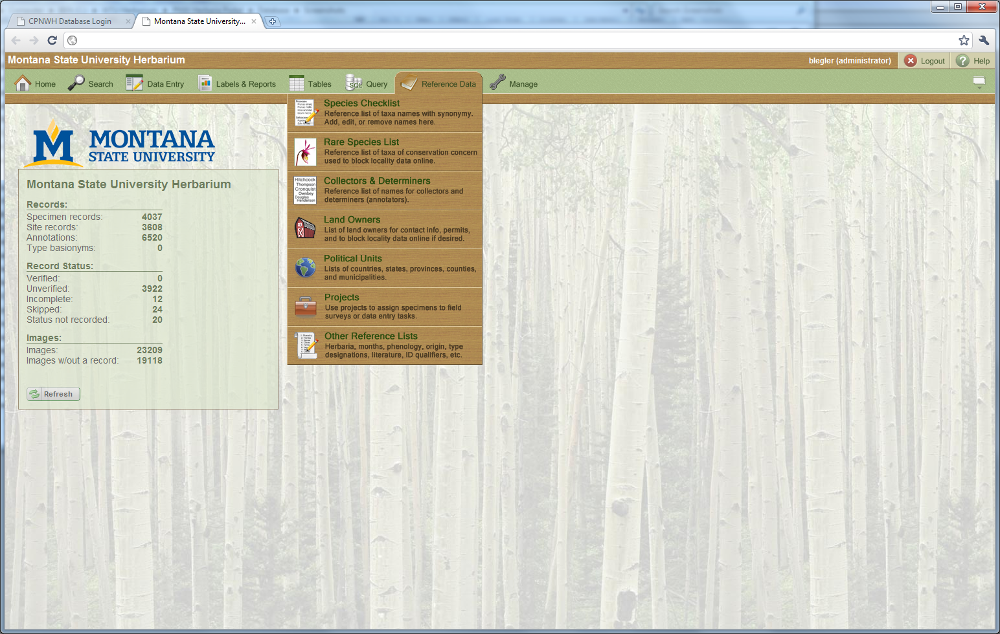 CPNWH Database Login
Montana State University...
Montana State University Herbarium
blegler (administrator)
Logout
Help
Home
Search
Data Entry
Labels & Reports
Tables
SQL
Query
Reference Data
Manage
MONTANA
STATE UNIVERSITY
Montana State University Herbarium
Records:
Specimen records: 4037
Site records: 3608
Annotations: 6520
Type basionyms: 0
Record Status:
Verified: 0
Unverified: 3922
Incomplete: 12
Skipped: 24
Status not recorded: 20
Images:
Images: 23209
Images w/out a record: 19118
Refresh
Species Checklist
Reference list of taxa names with synonymy.
Add, edit, or remove names here.
Rare Species List
Reference list of taxa of conservation concern
used to block locality data online.
Hitchcock
Thompson
Cronquist
Ownbey
Douglas
Henderson
Collectors & Determiners
Reference list of names for collectors and
determiners (annotators).
Land Owners
List of land owners for contact info, permits,
and to block locality data online if desired.
Political Units
Lists of countries, states, provinces, counties,
and municipalities.
Projects
Use projects to assign specimens to field
surveys or data entry tasks.
Other Reference Lists
Herbaria, months, phenology, origin, type
designations, literature, ID qualifiers, etc.